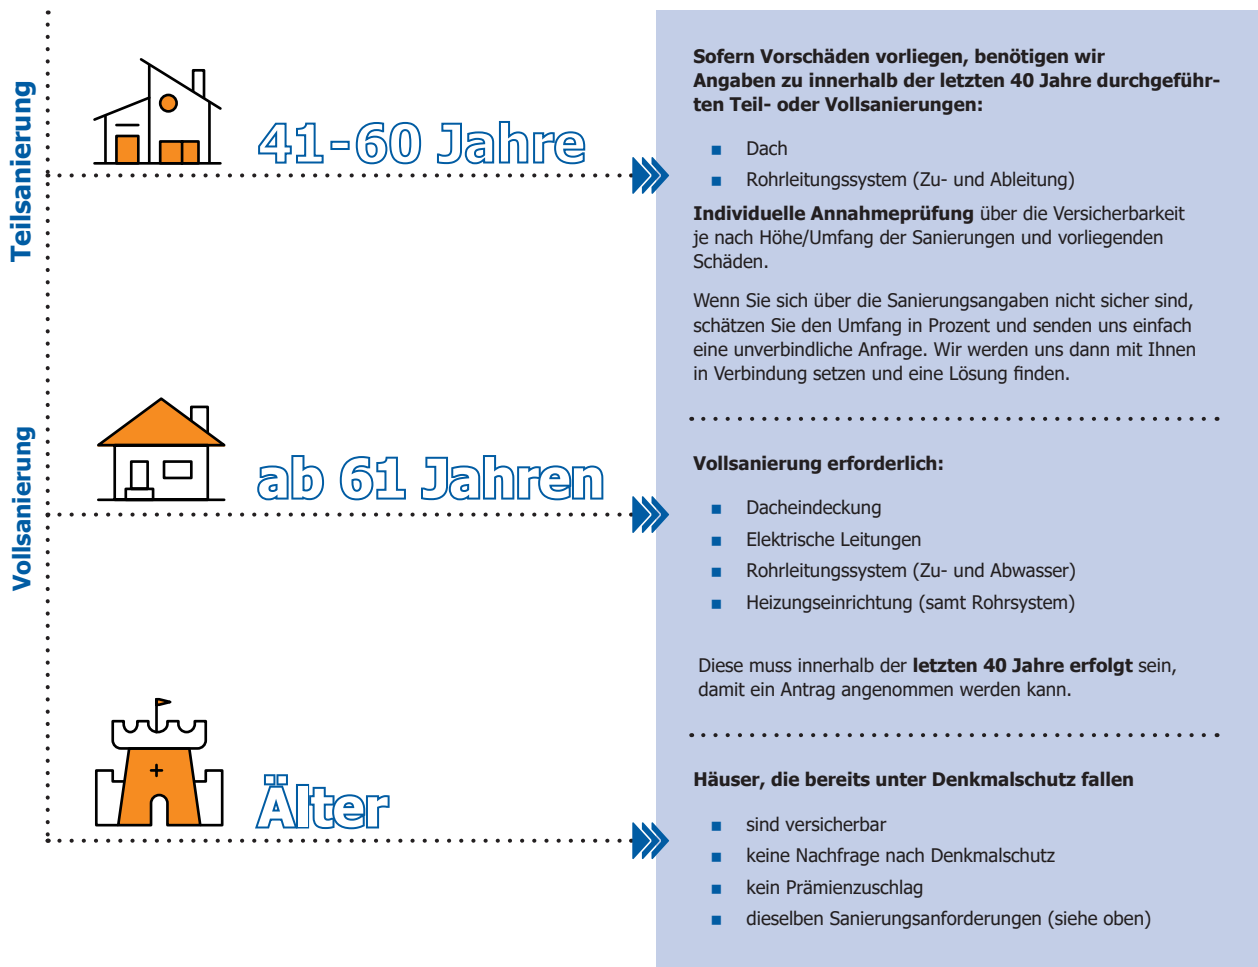 Teilsanierung
41-60 Jahre
Sofern Vorschäden vorliegen, benötigen wir
Angaben zu innerhalb der letzten 40 Jahre durchgeführ-
ten Teil- oder Vollsanierungen:
Dach
Rohrleitungssystem (Zu- und Ableitung)
Individuelle Annahmeprüfung über die Versicherbarkeit
je nach Höhe/Umfang der Sanierungen und vorliegenden
Schäden.
Wenn Sie sich über die Sanierungsangaben nicht sicher sind,
schätzen Sie den Umfang in Prozent und senden uns einfach
eine unverbindliche Anfrage. Wir werden uns dann mit Ihnen
in Verbindung setzen und eine Lösung finden.
Vollsanierung
ab 61 Jahren
Vollsanierung erforderlich:
Dacheindeckung
Elektrische Leitungen
Rohrleitungssystem (Zu- und Abwasser)
Heizungseinrichtung (samt Rohrsystem)
Diese muss innerhalb der letzten 40 Jahre erfolgt sein,
damit ein Antrag angenommen werden kann.
Älter
Häuser, die bereits unter Denkmalschutz fallen
sind versicherbar
keine Nachfrage nach Denkmalschutz
kein Prämienzuschlag
dieselben Sanierungsanforderungen (siehe oben)